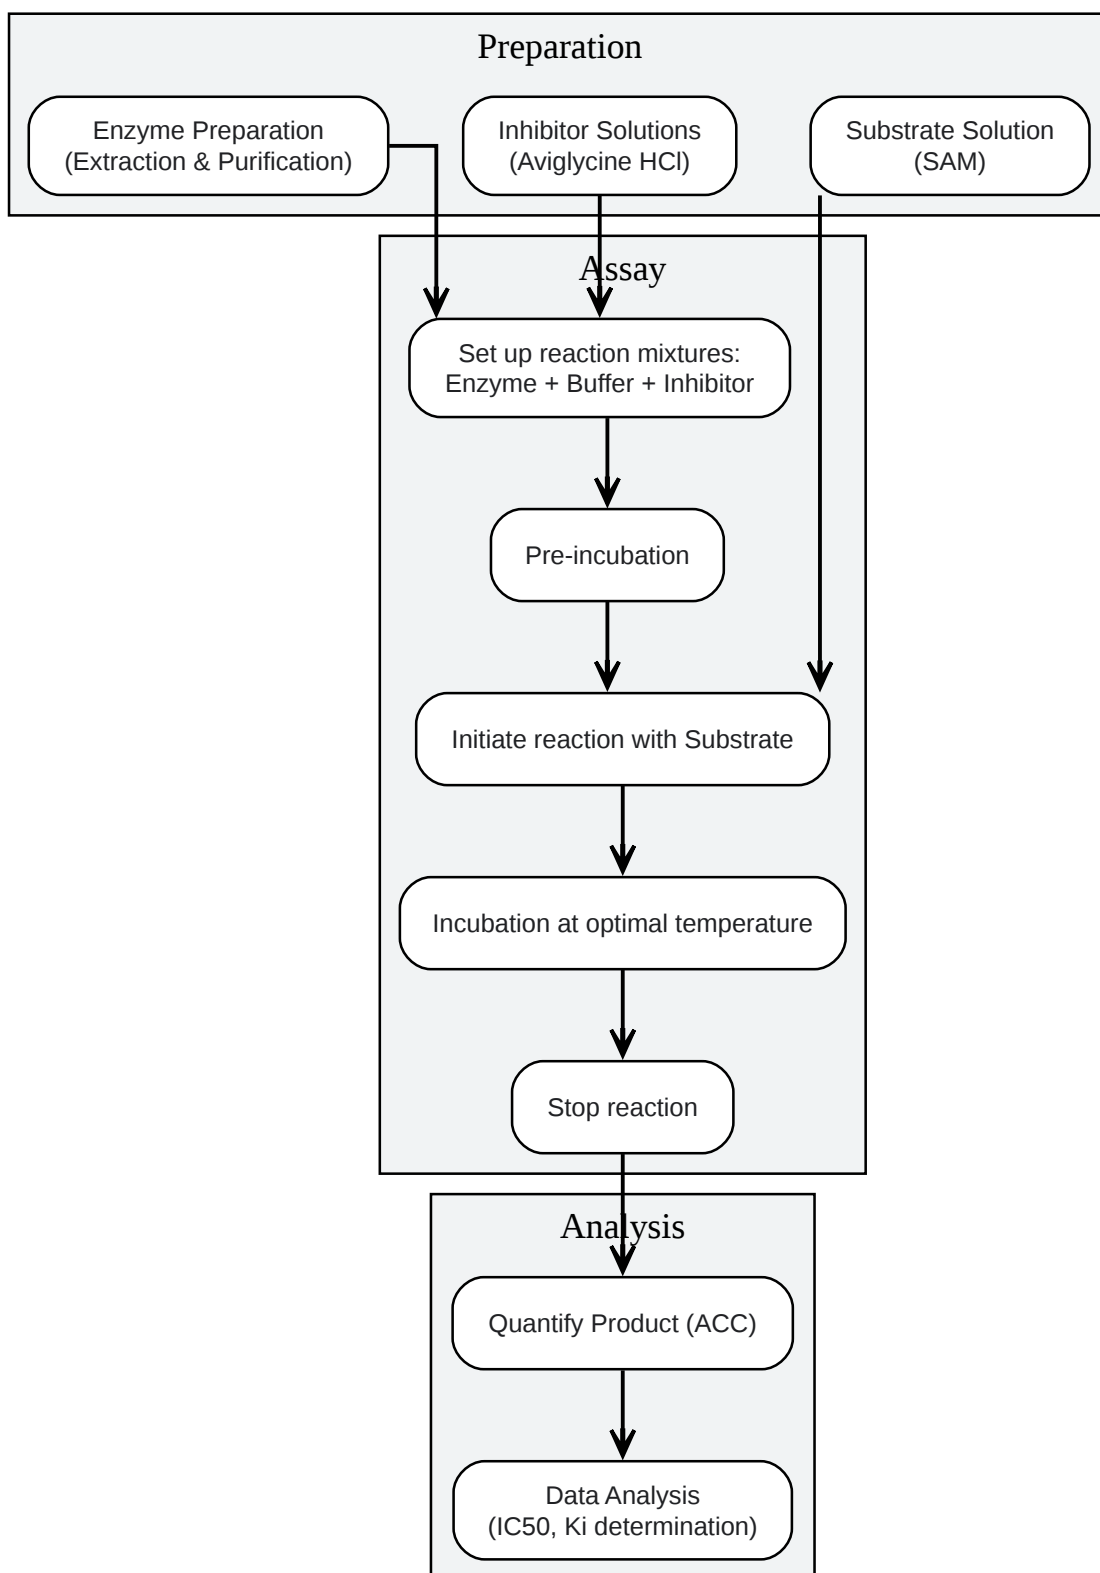 Preparation
Enzyme Preparation
(Extraction & Purification)
Inhibitor Solutions
(Aviglycine HCl)
Substrate Solution
(SAM)
Assay
Set up reaction mixtures:
Enzyme + Buffer + Inhibitor
Pre-incubation
Initiate reaction with Substrate
Incubation at optimal temperature
Stop reaction
Analysis
Quantify Product (ACC)
Data Analysis
(IC50, Ki determination)